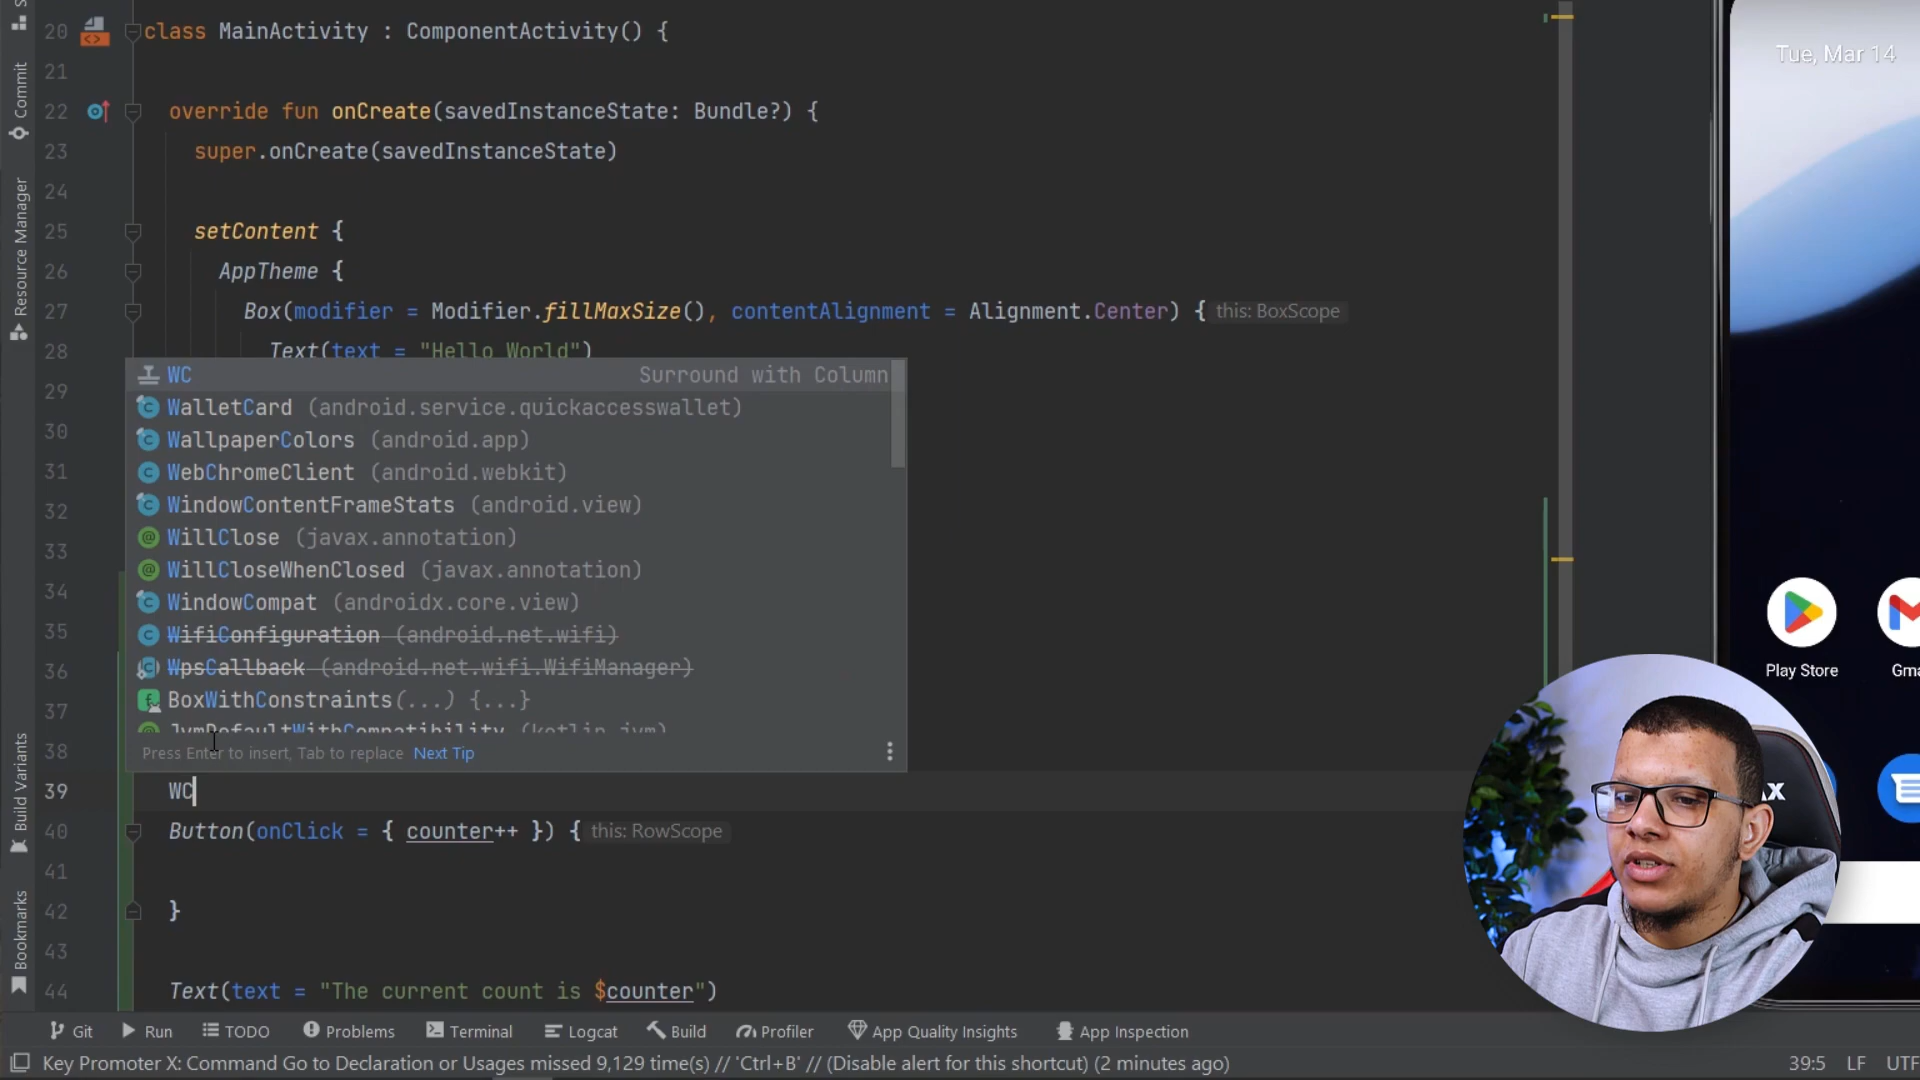 20 class MainActivity : ComponentActivity() {
21
22 override fun onCreate(savedInstanceState: Bundle?) {
23 super.onCreate(savedInstanceState)
24
25 setContent {
26 AppTheme {
27 Box(modifier = Modifier.fillMaxSize(), contentAlignment = Alignment.Center) { this: BoxScope
28 Text(text = "Hello World")
29 WC Surround with Column
WalletCard (android.service.quickaccesswallet)
30 WallpaperColors (android.app)
31 WebChromeClient (android.webkit)
32 WindowContentFrameStats (android.view)
33 WillClose (javax.annotation)
34 WillCloseWhenClosed (javax.annotation)
WindowCompat (androidx.core.view)
35 WifiConfiguration (android.net.wifi)
36 WpsCallback (android.net.wifi.WifiManager)
37 BoxWithConstraints(...) {...}
JvmDefaultWithCompatibility (kotlin.jvm)
38 Press Enter to insert, Tab to replace Next Tip
39 WC
40 Button(onClick = { counter++ }) { this: RowScope
41
42 }
43
44 Text(text = "The current count is $counter")
Commit
Resource Manager
Build Variants
Bookmarks
Tue, Mar 14
Play Store
Git Run TODO Problems Terminal Logcat Build Profiler App Quality Insights App Inspection
Key Promoter X: Command Go to Declaration or Usages missed 9,129 time(s) // 'Ctrl+B' // (Disable alert for this shortcut) (2 minutes ago) 39:5 LF